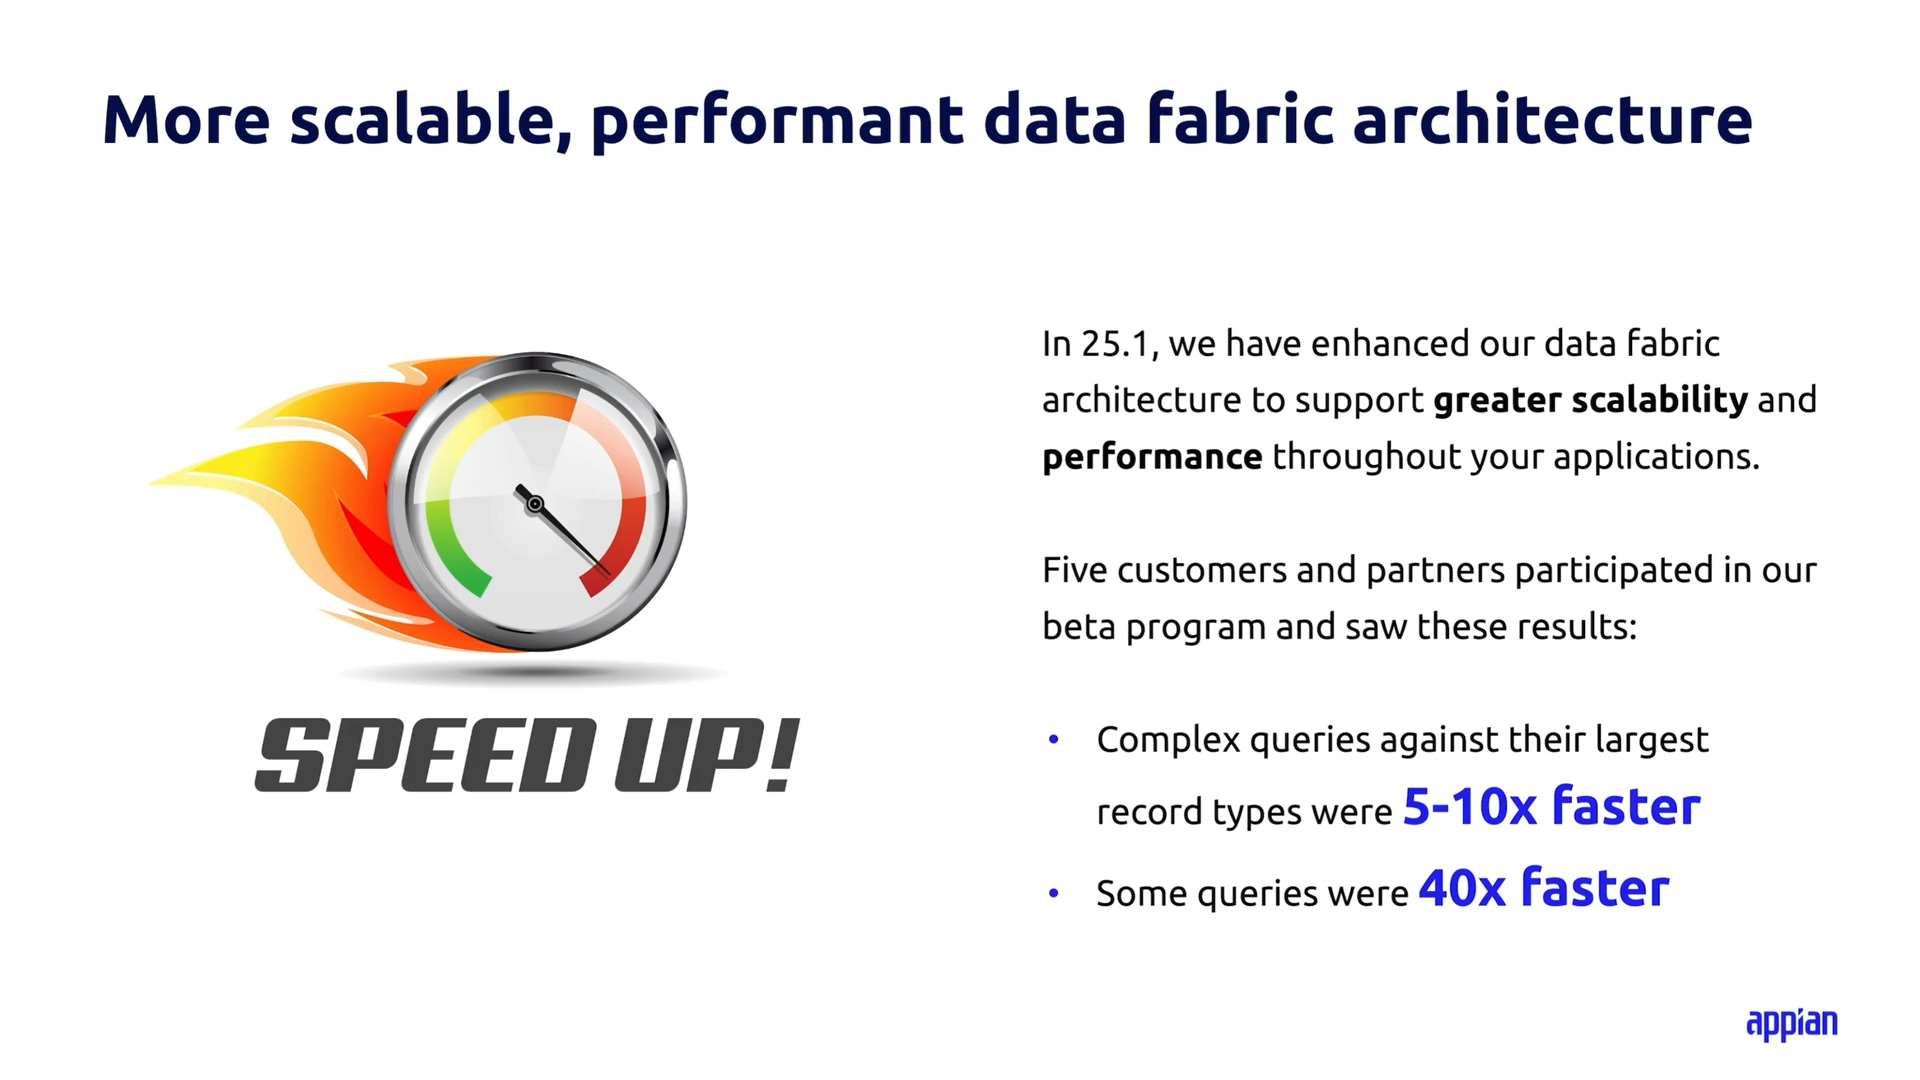 More scalable, performant data fabric architecture
SPEED UP!
In 25.1, we have enhanced our data fabric
architecture to support greater scalability and
performance throughout your applications.
Five customers and partners participated in our
beta program and saw these results:
• Complex queries against their largest
record types were 5-10x faster
• Some queries were 40x faster
appian